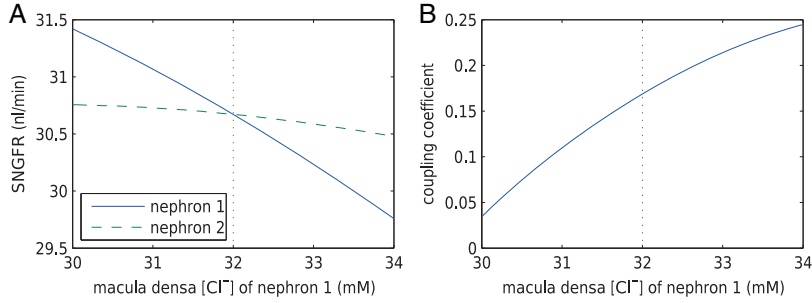 A
31.5
31
30.5
30
29.5
SNGFR (nl/min)
nephron 1
nephron 2
30 31 32 33 34
macula densa [Cl⁻] of nephron 1 (mM)
B
0.25
0.2
0.15
0.1
0.05
0
coupling coefficient
30 31 32 33 34
macula densa [Cl⁻] of nephron 1 (mM)